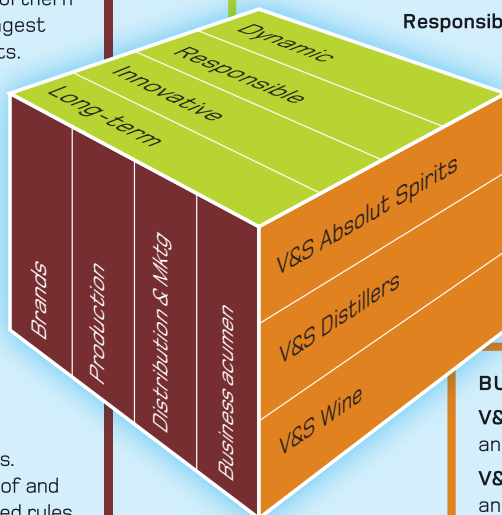 ngest
ts.
Responsib
Dynamic
Responsible
Innovative
Long-term
Brands
Production
Distribution & Mktg
Business acumen
V&S Absolut Spirits
V&S Distillers
V&S Wine
s.
of and
ed rules
BU
V&
an
V&
an